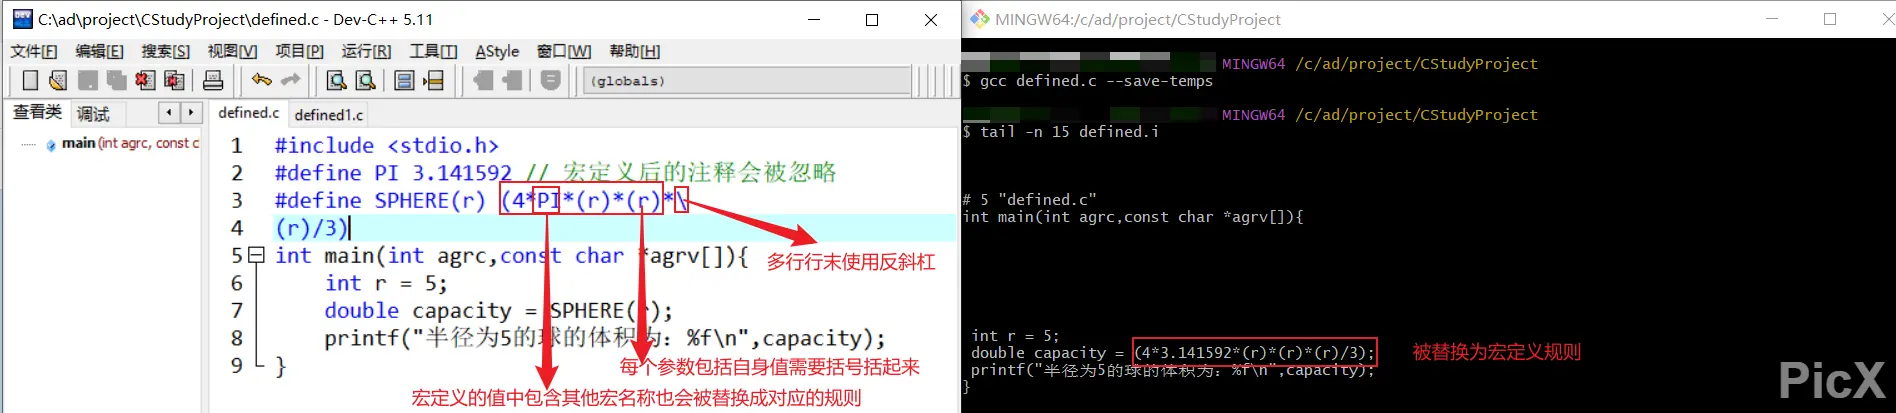 C:\ad\project\CStudyProject\defined.c - Dev-C++ 5.11
文件[F] 编辑[E] 搜索[S] 视图[V] 项目[P] 运行[R] 工具[T] AStyle 窗口[W] 帮助[H]
(globals)
查看类 调试
main (int agrc, const c
defined.c defined1.c
1 #include <stdio.h>
2 #define PI 3.141592 // 宏定义后的注释会被忽略
3 #define SPHERE(r) (4*PI*(r)*(r)*\
4 (r)/3)
5 int main(int agrc,const char *agrv[]){
多行行末使用反斜杠
6 int r = 5;
7 double capacity = SPHERE(r);
8 printf("半径为5的球的体积为：%f\n",capacity);
9 }
每个参数包括自身值需要括号括起来
宏定义的值中包含其他宏名称也会被替换成对应的规则
MINGW64:/c/ad/project/CStudyProject
MINGW64 /c/ad/project/CStudyProject
$ gcc defined.c --save-temps
MINGW64 /c/ad/project/CStudyProject
$ tail -n 15 defined.i
# 5 "defined.c"
int main(int agrc,const char *agrv[]){
int r = 5;
double capacity = (4*3.141592*(r)*(r)*(r)/3);
被替换为宏定义规则
printf("半径为5的球的体积为：%f\n",capacity);
}
PicX